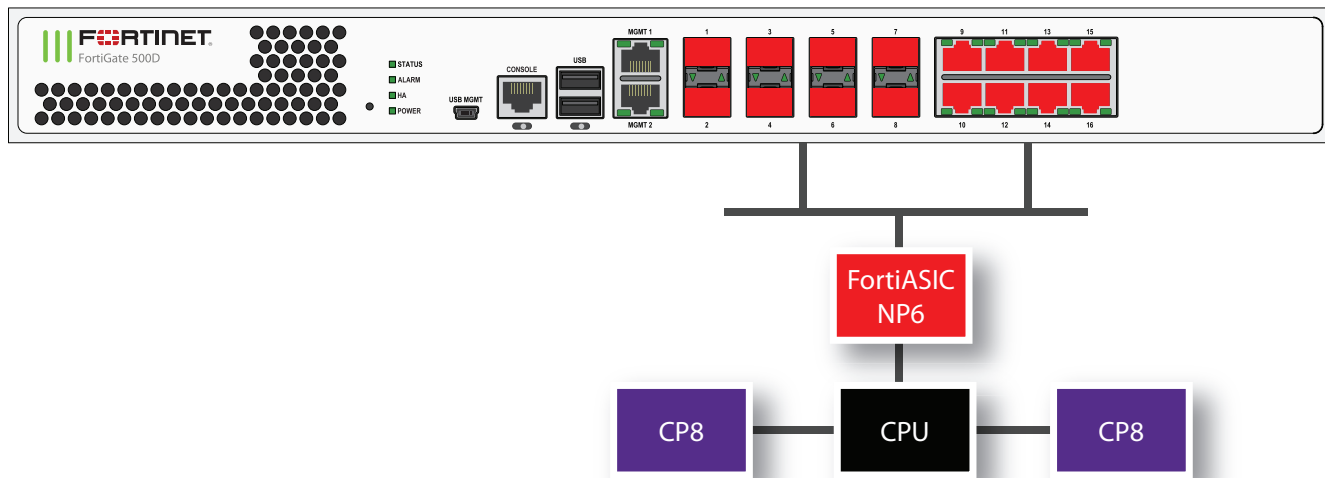 FORTINET
FortiGate 500D
STATUS
ALARM
HA
POWER
USB MGMT
CONSOLE
USB
MGMT 1
MGMT 2
1 3 5 7 9 11 13 15
2 4 6 8 10 12 14 16
FortiASIC
NP6
CP8
CPU
CP8